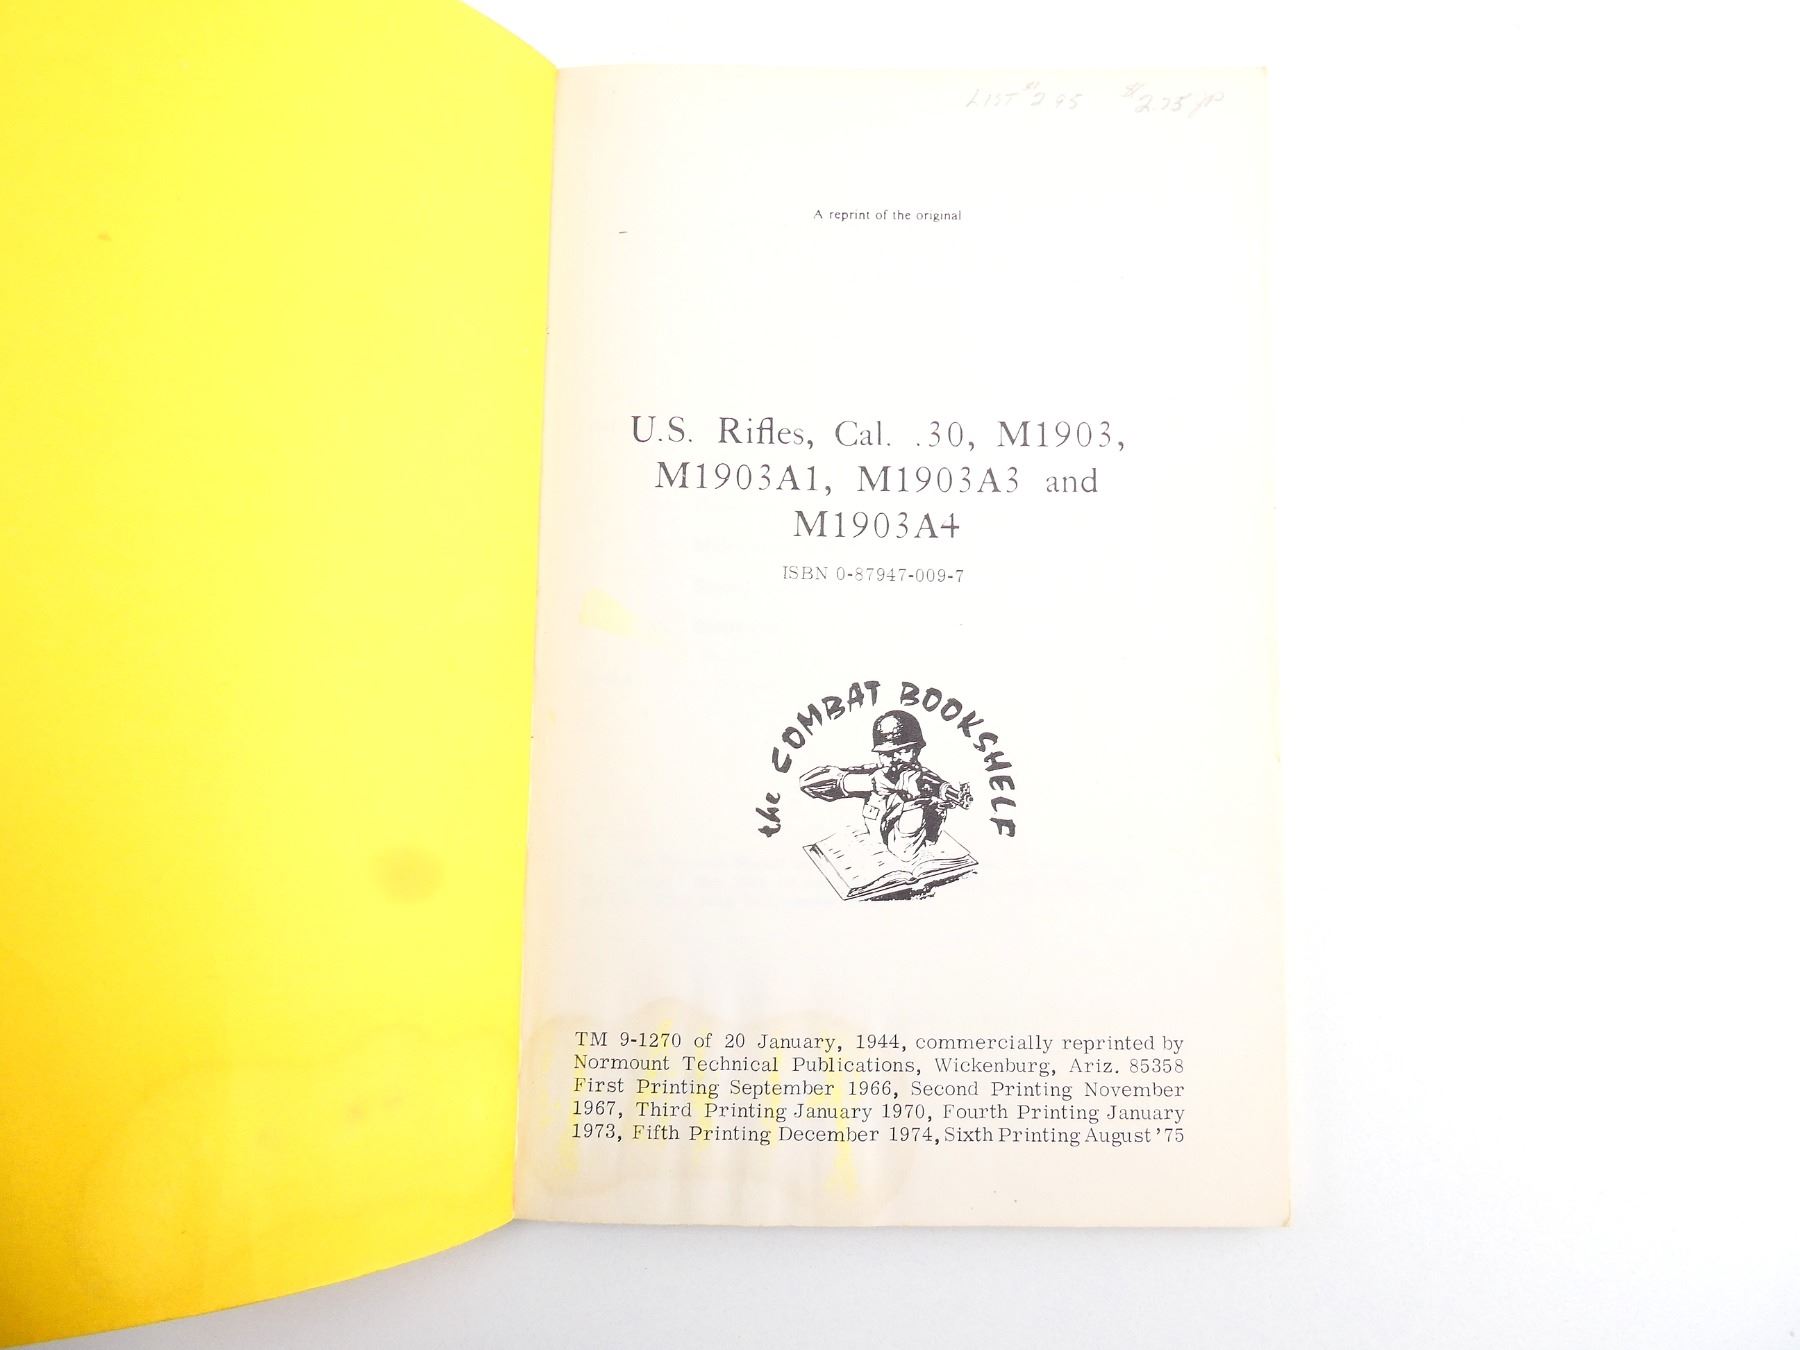 LIST $2.95 $2.75 JP
A reprint of the original
U.S. Rifles, Cal. .30, M1903,
M1903A1, M1903A3 and
M1903A4
ISBN 0-87947-009-7
the COMBAT BOOKSHELF
TM 9-1270 of 20 January, 1944, commercially reprinted by
Normount Technical Publications, Wickenburg, Ariz. 85358
First Printing September 1966, Second Printing November
1967, Third Printing January 1970, Fourth Printing January
1973, Fifth Printing December 1974, Sixth Printing August '75